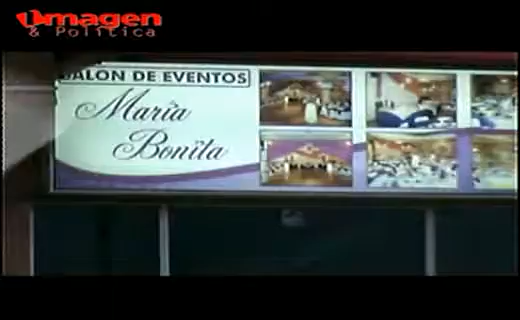 Imagen
& Política
SALON DE EVENTOS
María
Bonita